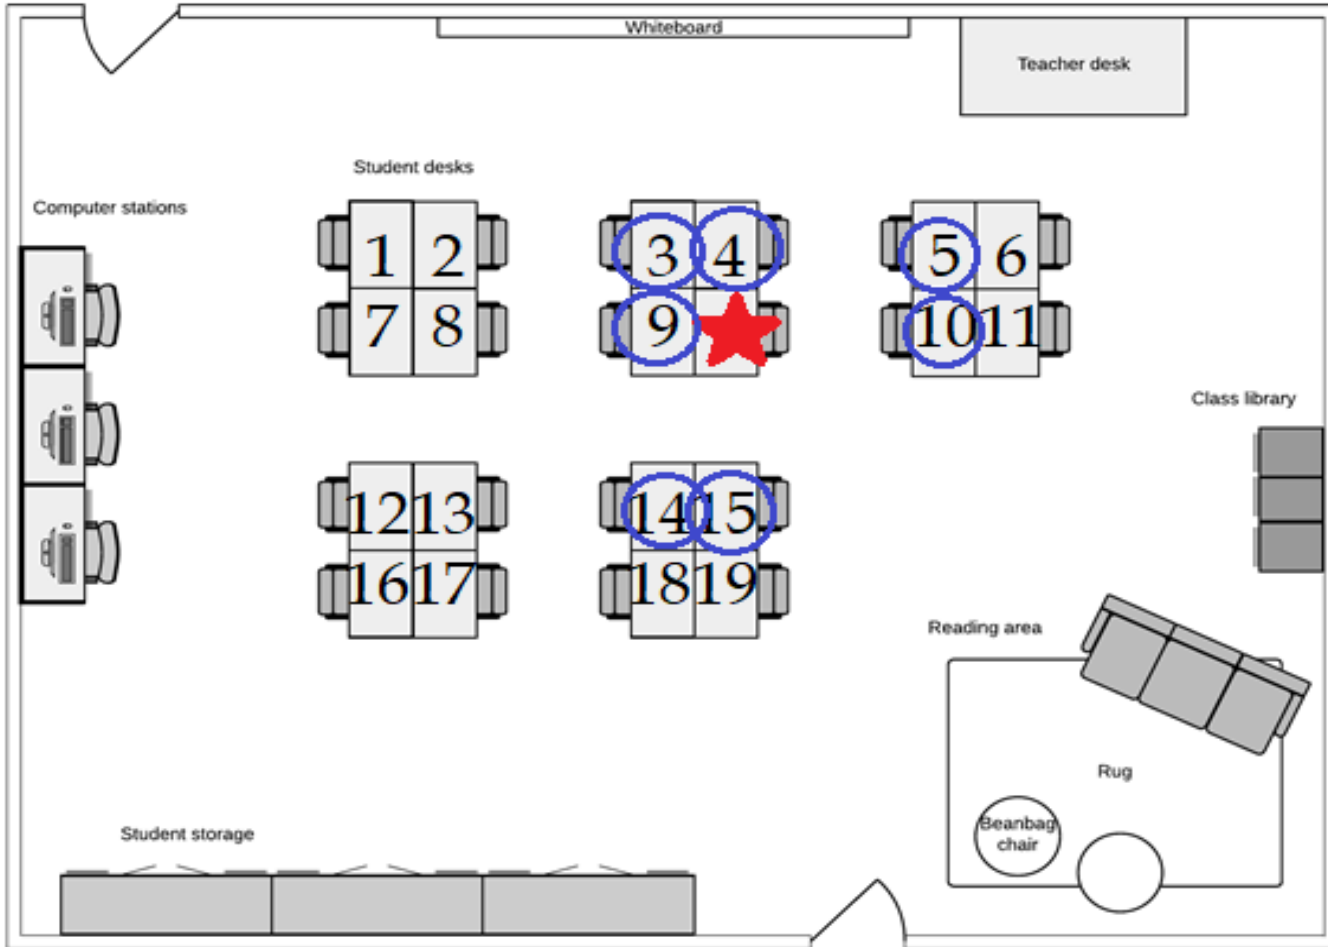 Whiteboard
Teacher desk
Student desks
Computer stations
1 2 3 4 5 6
7 8 9 10 11
Class library
12 13 14 15
16 17 18 19
Reading area
Rug
Beanbag
chair
Student storage